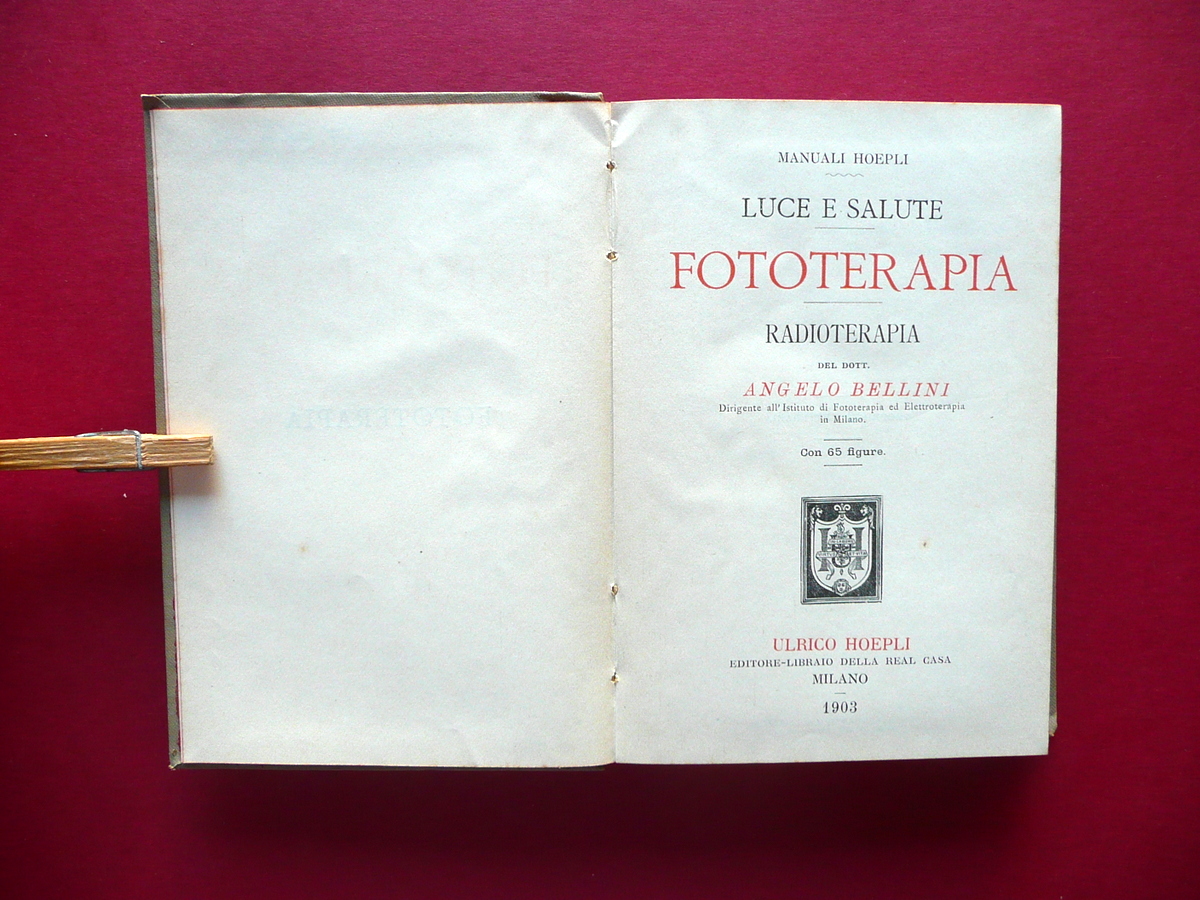 MANUALI HOEPLI
LUCE E SALUTE
FOTOTERAPIA
RADIOTERAPIA
DEL DOTT.
ANGELO BELLINI
Dirigente all'Istituto di Fototerapia ed Elettroterapia
in Milano.
Con 65 figure.
H
ULRICO HOEPLI
EDITORE-LIBRAIO DELLA REAL CASA
MILANO
1903